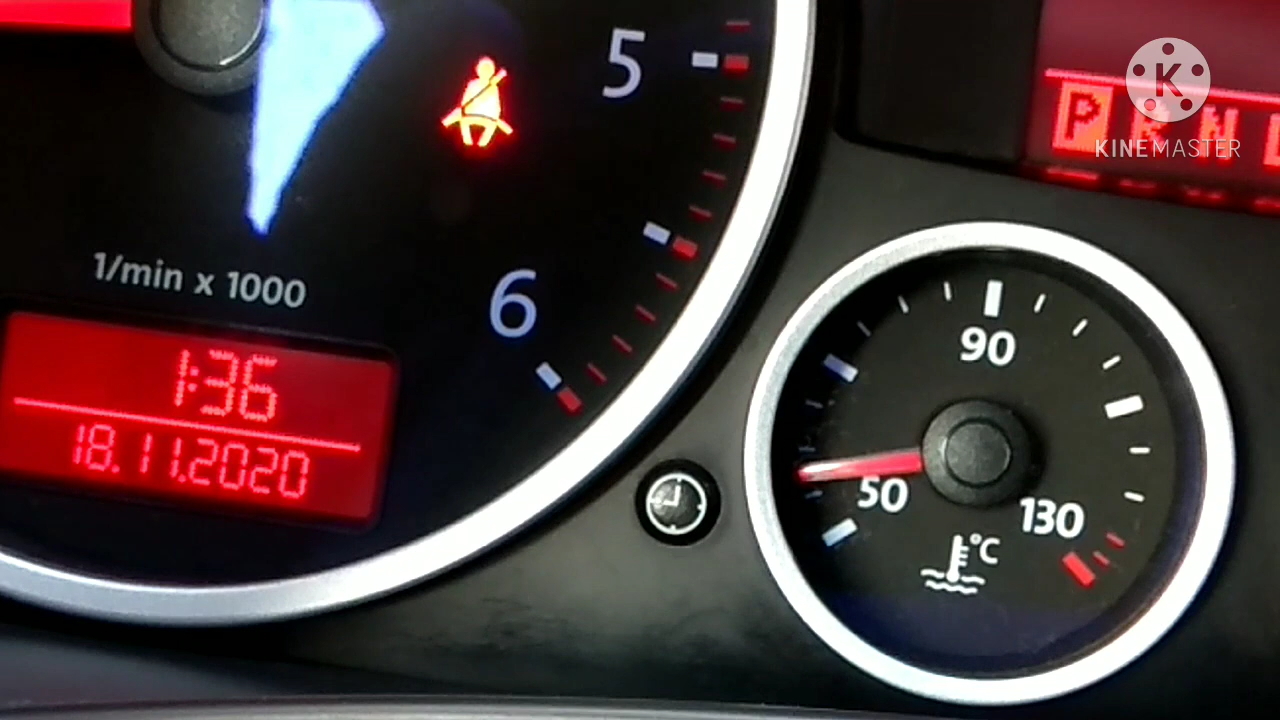 5
P R N
K
KINEMASTER
1/min x 1000
6
90
1:36
18.11.2020
50
130
°C